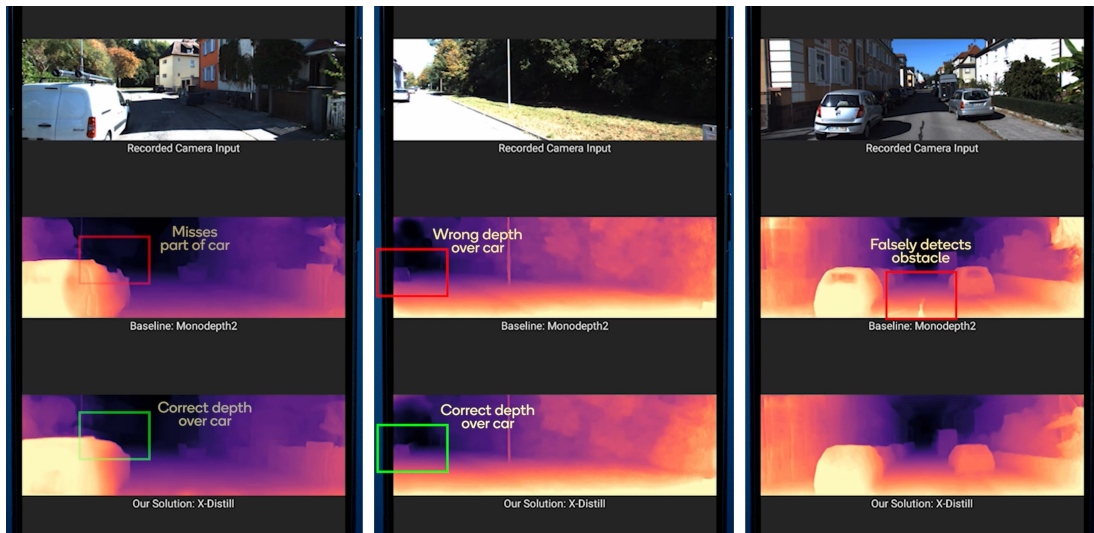 Recorded Camera Input
Misses
part of car
Baseline: Monodepth2
Correct depth
over car
Our Solution: X-Distill
Recorded Camera Input
Wrong depth
over car
Baseline: Monodepth2
Correct depth
over car
Our Solution: X-Distill
Recorded Camera Input
Falsely detects
obstacle
Baseline: Monodepth2
Our Solution: X-Distill